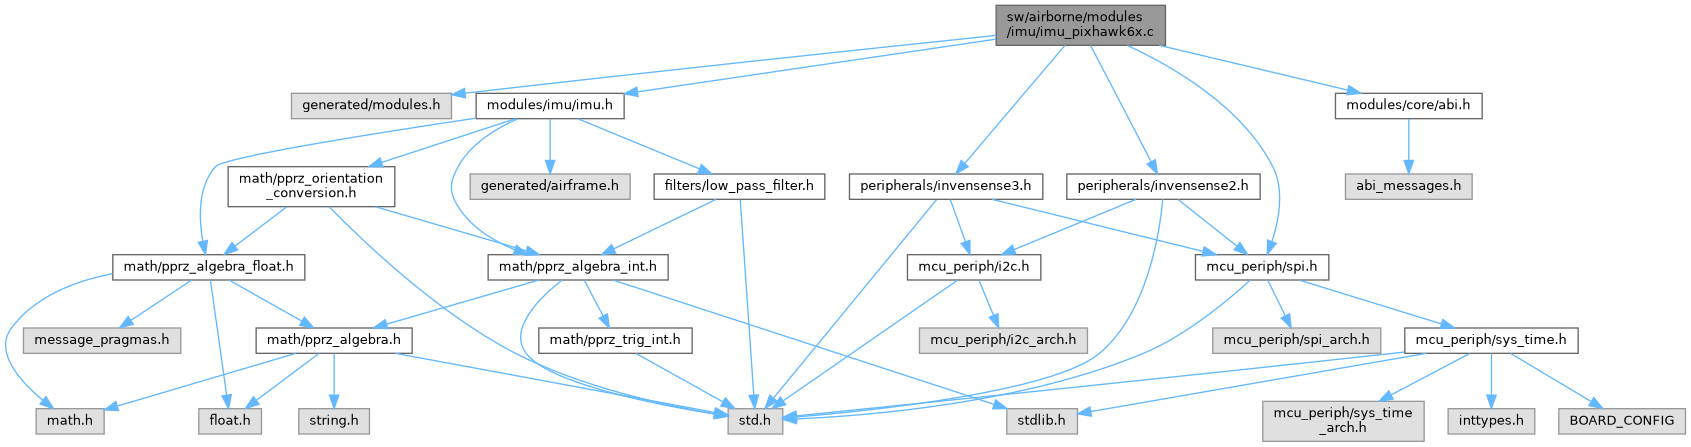 sw/airborne/modules
/imu/imu_pixhawk6x.c
generated/modules.h
modules/imu/imu.h
modules/core/abi.h
math/pprz_orientation
_conversion.h
generated/airframe.h
filters/low_pass_filter.h
peripherals/invensense3.h
peripherals/invensense2.h
abi_messages.h
math/pprz_algebra_float.h
math/pprz_algebra_int.h
mcu_periph/i2c.h
mcu_periph/spi.h
message_pragmas.h
math/pprz_algebra.h
math/pprz_trig_int.h
mcu_periph/i2c_arch.h
mcu_periph/spi_arch.h
mcu_periph/sys_time.h
math.h
float.h
string.h
std.h
stdlib.h
mcu_periph/sys_time
_arch.h
inttypes.h
BOARD_CONFIG